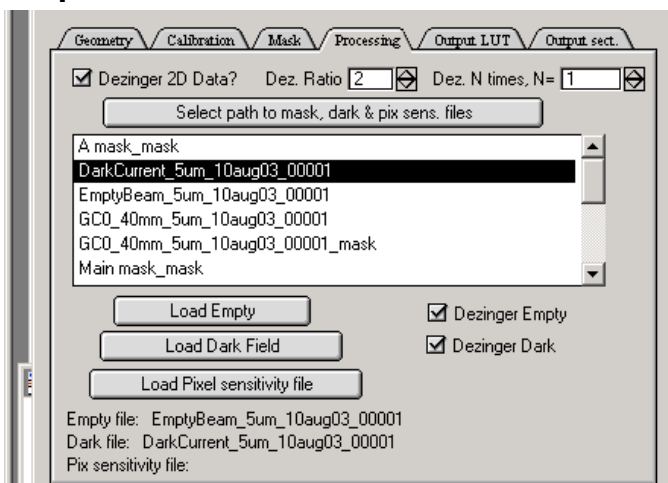 Geometry Calibration Mask Processing Output LUT Output sect.
Dezinger 2D Data? Dez. Ratio 2 Dez. N times, N= 1
Select path to mask, dark & pix sens. files
A mask_mask
DarkCurrent_5um_10aug03_00001
EmptyBeam_5um_10aug03_00001
GC0_40mm_5um_10aug03_00001
GC0_40mm_5um_10aug03_00001_mask
Main mask_mask
Load Empty Dezinger Empty
Load Dark Field Dezinger Dark
Load Pixel sensitivity file
Empty file: EmptyBeam_5um_10aug03_00001
Dark file: DarkCurrent_5um_10aug03_00001
Pix sensitivity file: